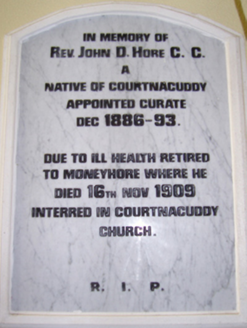 IN MEMORY OF
REV. JOHN D. HORE C. C.
A
NATIVE OF COURTNACUDDY
APPOINTED CURATE
DEC 1886-93.
DUE TO ILL HEALTH RETIRED
TO MONEYHORE WHERE HE
DIED 16TH NOV 1909
INTERRED IN COURTNACUDDY
CHURCH.
R. I. P.